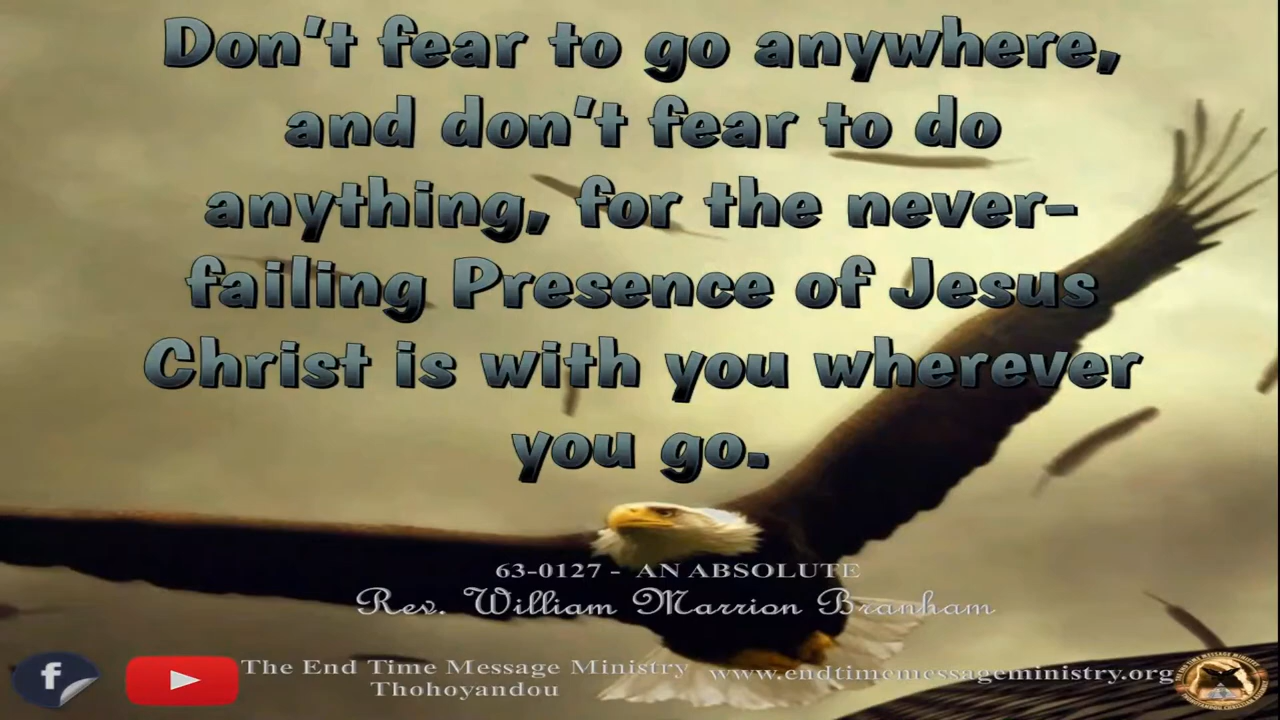 Don't fear to go anywhere,
and don't fear to do
anything, for the never-
failing Presence of Jesus
Christ is with you wherever
you go.
63-0127 - AN ABSOLUTE
Rev. William Marrion Branham
f
The End Time Message Ministry
Thohoyandou
www.endtimemessageministry.org